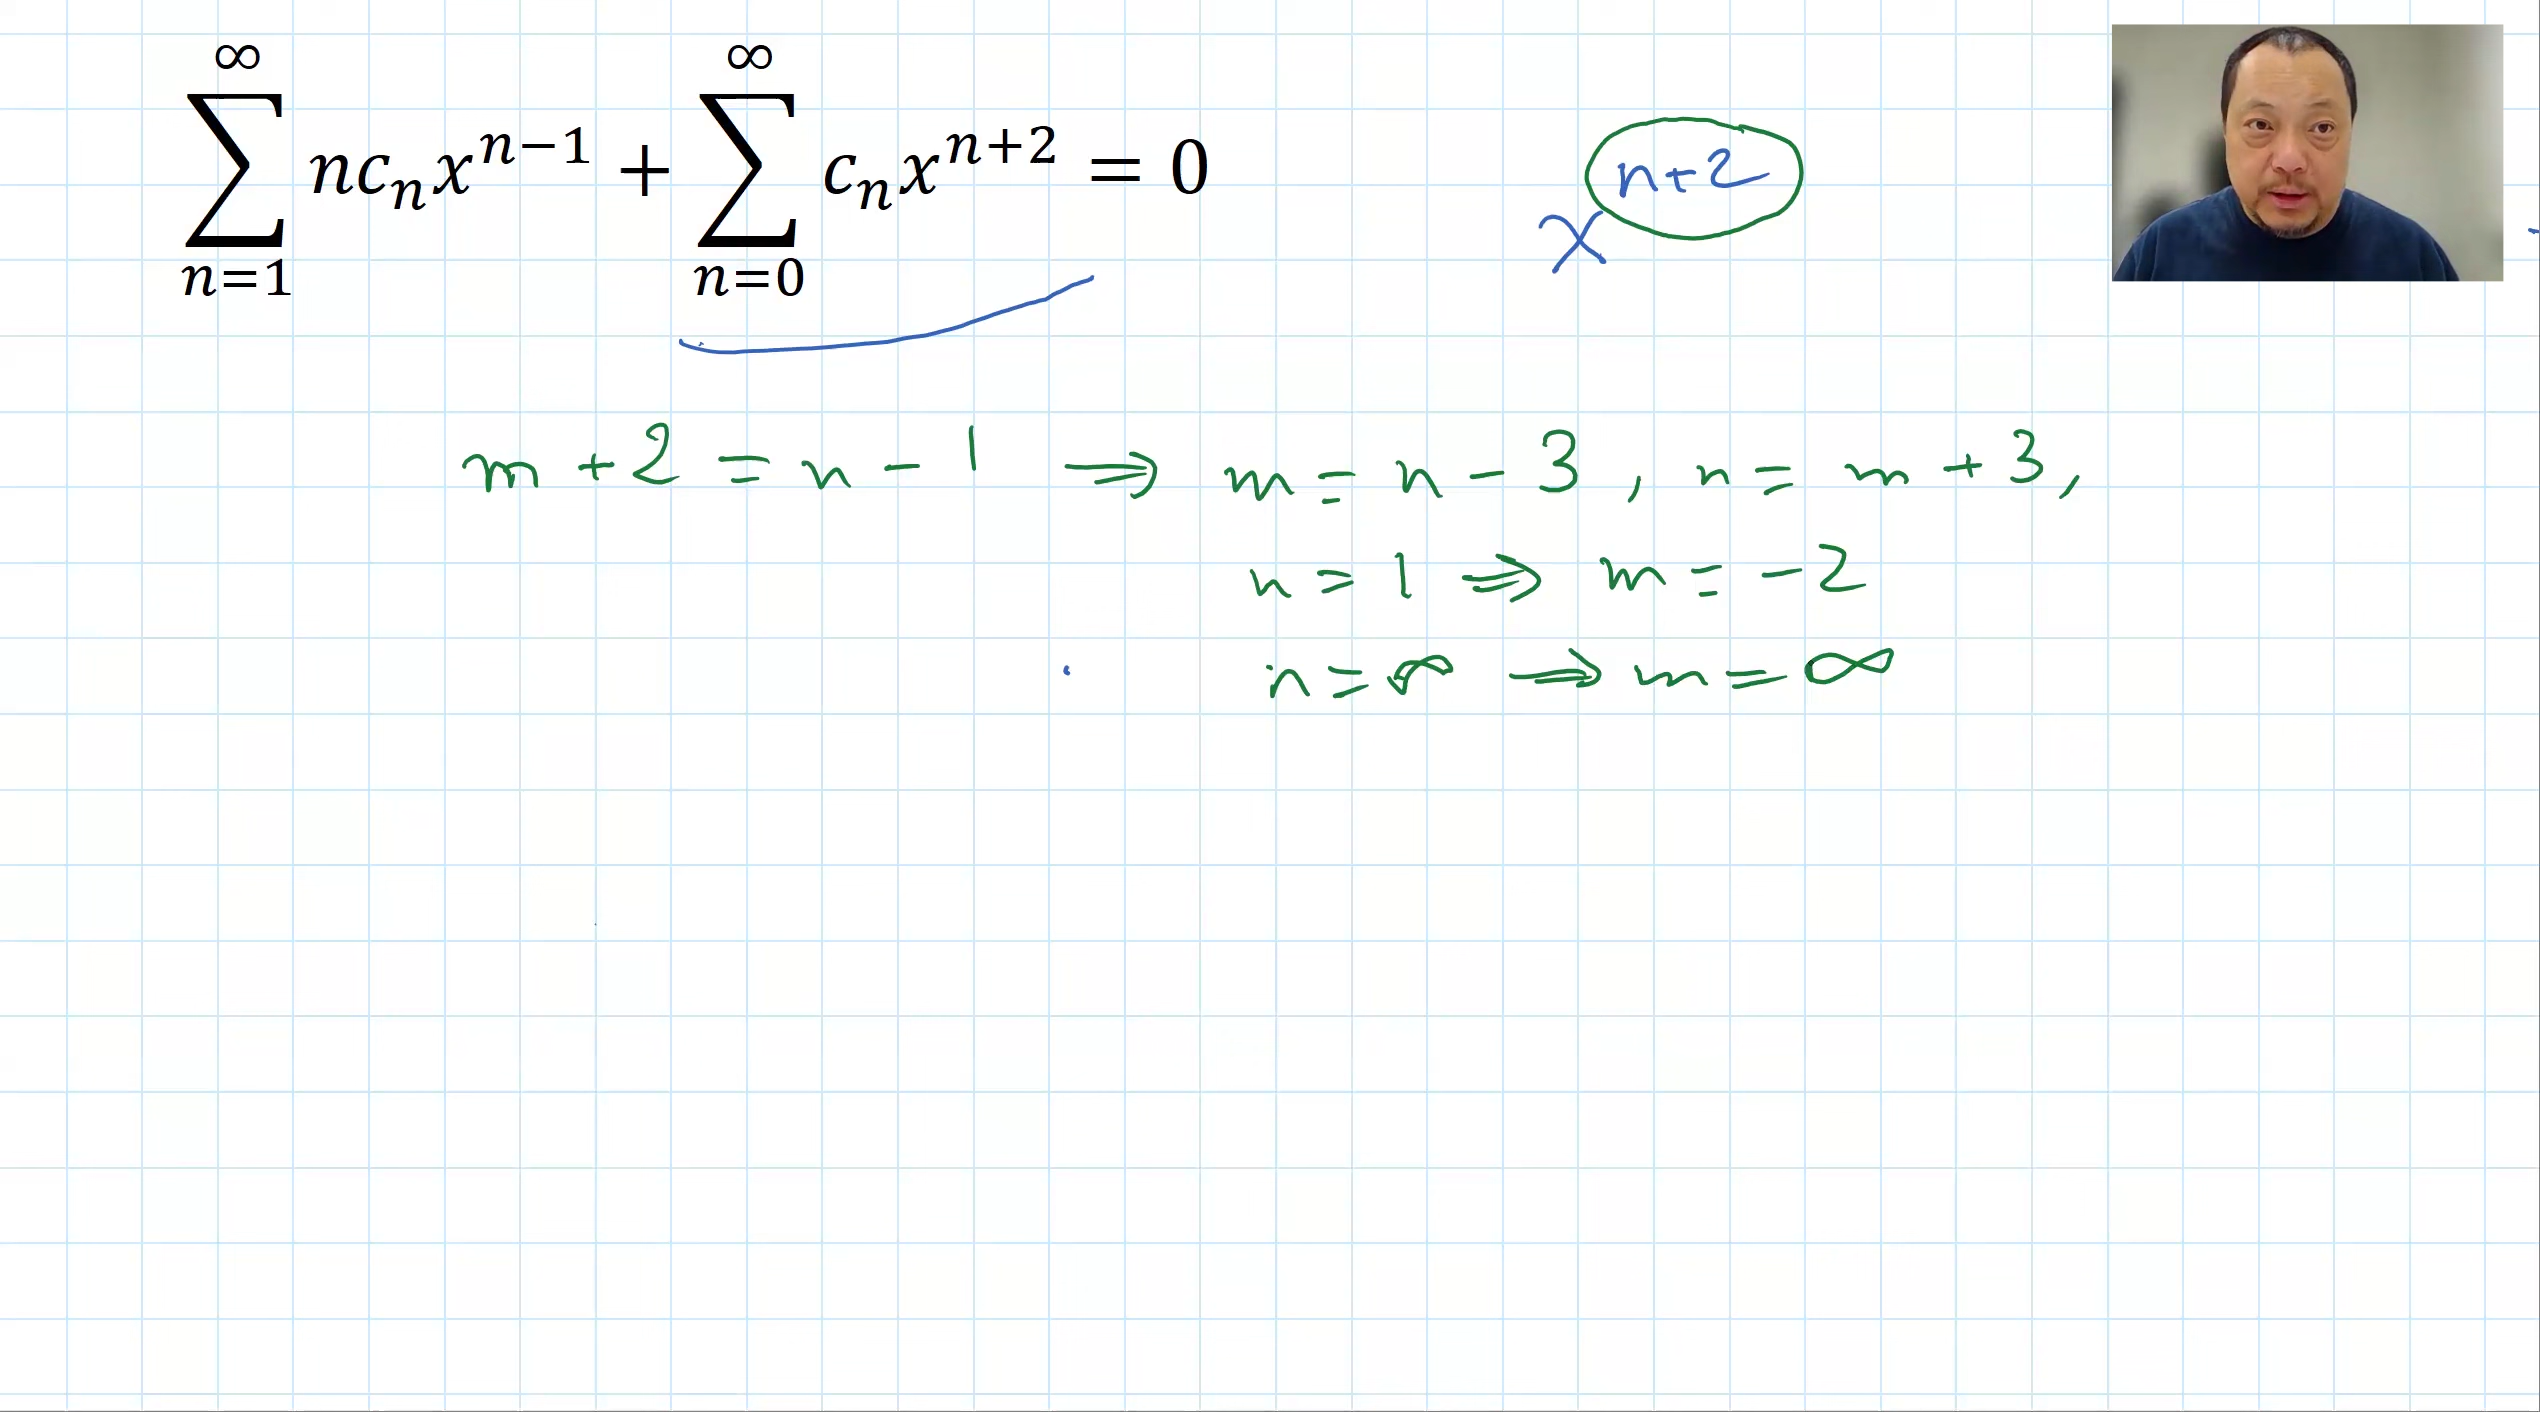 ∞ ∞
∑ nc_n x^{n−1} + ∑ c_n x^{n+2} = 0
n=1 n=0
x^{n+2}
m + 2 = n − 1 ⟹ m = n − 3 , n = m + 3 ,
n = 1 ⟹ m = −2
n = ∞ ⟹ m = ∞